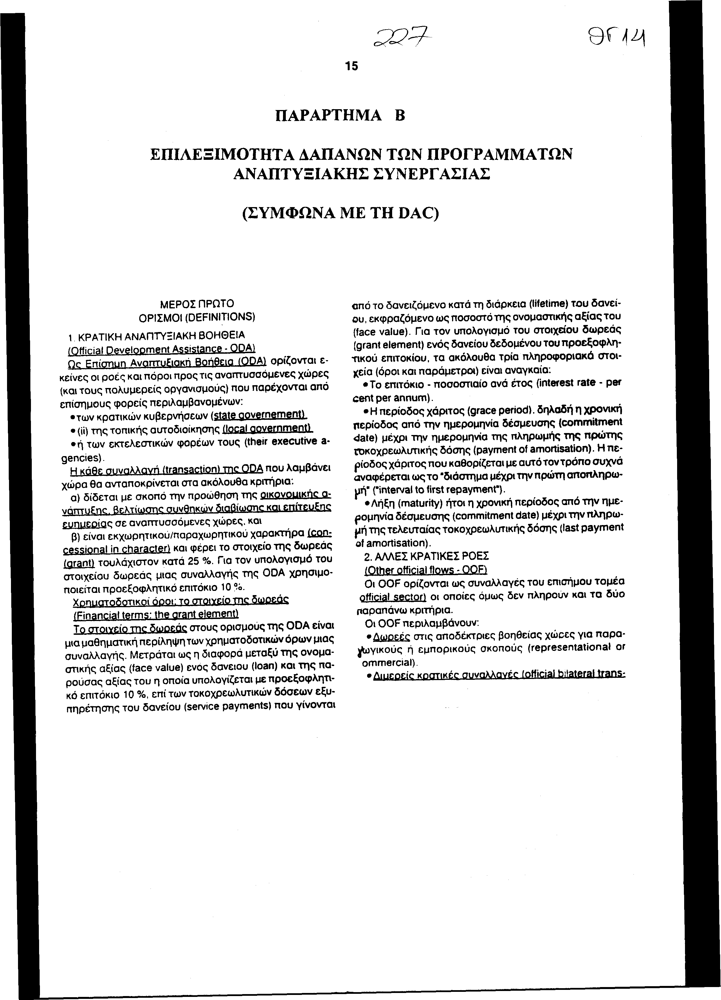 227
ΘΓ 14
15
ΠΑΡΑΡΤΗΜΑ Β
ΕΠΙΛΕΞΙΜΟΤΗΤΑ ΔΑΠΑΝΩΝ ΤΩΝ ΠΡΟΓΡΑΜΜΑΤΩΝ
ΑΝΑΠΤΥΞΙΑΚΗΣ ΣΥΝΕΡΓΑΣΙΑΣ
(ΣΥΜΦΩΝΑ ΜΕ ΤΗ DAC)
ΜΕΡΟΣ ΠΡΩΤΟ
ΟΡΙΣΜΟΙ (DEFINITIONS)
1. ΚΡΑΤΙΚΗ ΑΝΑΠΤΥΞΙΑΚΗ ΒΟΗΘΕΙΑ
(Official Development Assistance - ODA)
Ως Επίσημη Αναπτυξιακή Βοήθεια (ODA) ορίζονται ε-
κείνες οι ροές και πόροι προς τις αναπτυσσόμενες χώρες
(και τους πολυμερείς οργανισμούς) που παρέχονται από
επίσημους φορείς περιλαμβανομένων:
•των κρατικών κυβερνήσεων (state governement)
•(ii) της τοπικής αυτοδιοίκησης (local government)
•ή των εκτελεστικών φορέων τους (their executive a-
gencies).
Η κάθε συναλλαγή (transaction) της ODA που λαμβάνει
χώρα θα ανταποκρίνεται στα ακόλουθα κριτήρια:
α) δίδεται με σκοπό την προώθηση της οικονομικής α-
νάπτυξης, βελτίωσης συνθηκών διαβίωσης και επίτευξης
ευημερίας σε αναπτυσσόμενες χώρες, και
β) είναι εκχωρητικού/παραχωρητικού χαρακτήρα (con-
cessional in character) και φέρει το στοιχείο της δωρεάς
(grant) τουλάχιστον κατά 25 %. Για τον υπολογισμό του
στοιχείου δωρεάς μιας συναλλαγής της ODA χρησιμο-
ποιείται προεξοφλητικό επιτόκιο 10 %.
Χρηματοδοτικοί όροι: το στοιχείο της δωρεάς
(Financial terms: the grant element)
Το στοιχείο της δωρεάς στους ορισμούς της ODA είναι
μια μαθηματική περίληψη των χρηματοδοτικών όρων μιας
συναλλαγής. Μετράται ως η διαφορά μεταξύ της ονομα-
στικής αξίας (face value) ενός δανειου (loan) και της πα-
ρούσας αξίας του η οποία υπολογίζεται με προεξοφλητι-
κό επιτόκιο 10 %, επί των τοκοχρεωλυτικών δόσεων εξυ-
πηρέτησης του δανείου (service payments) που γίνονται
από το δανειζόμενο κατά τη διάρκεια (lifetime) του δανεί-
ου, εκφραζόμενο ως ποσοστό της ονομαστικής αξίας του
(face value). Για τον υπολογισμό του στοιχείου δωρεάς
(grant element) ενός δανείου δεδομένου του προεξοφλη-
τικού επιτοκίου, τα ακόλουθα τρία πληροφοριακά στοι-
χεία (όροι και παράμετροι) είναι αναγκαία:
•Το επιτόκιο - ποσοστιαίο ανά έτος (interest rate - per
cent per annum).
•Η περίοδος χάριτος (grace period). δηλαδή η χρονική
περίοδος από την ημερομηνία δέσμευσης (commitment
date) μέχρι την ημερομηνία της πληρωμής της πρώτης
τοκοχρεωλυτικής δόσης (payment of amortisation). Η πε-
ρίοδος χάριτος που καθορίζεται με αυτό τον τρόπο συχνά
αναφέρεται ως το "διάστημα μέχρι την πρώτη αποπληρω-
μή" ("interval to first repayment").
•Λήξη (maturity) ήτοι η χρονική περίοδος από την ημε-
ρομηνία δέσμευσης (commitment date) μέχρι την πληρω-
μή της τελευταίας τοκοχρεωλυτικής δόσης (last payment
of amortisation).
2. ΑΛΛΕΣ ΚΡΑΤΙΚΕΣ ΡΟΕΣ
(Other official flows - OOF)
Οι OOF ορίζονται ως συναλλαγές του επισήμου τομέα
official sector) οι οποίες όμως δεν πληρούν και τα δύο
παραπάνω κριτήρια.
Οι OOF περιλαμβάνουν:
•Δωρεές στις αποδέκτριες βοηθείας χώρες για παρα-
γωγικούς ή εμπορικούς σκοπούς (representational or
ommercial).
•Διμερείς κρατικές συναλλαγές (official bilateral trans-